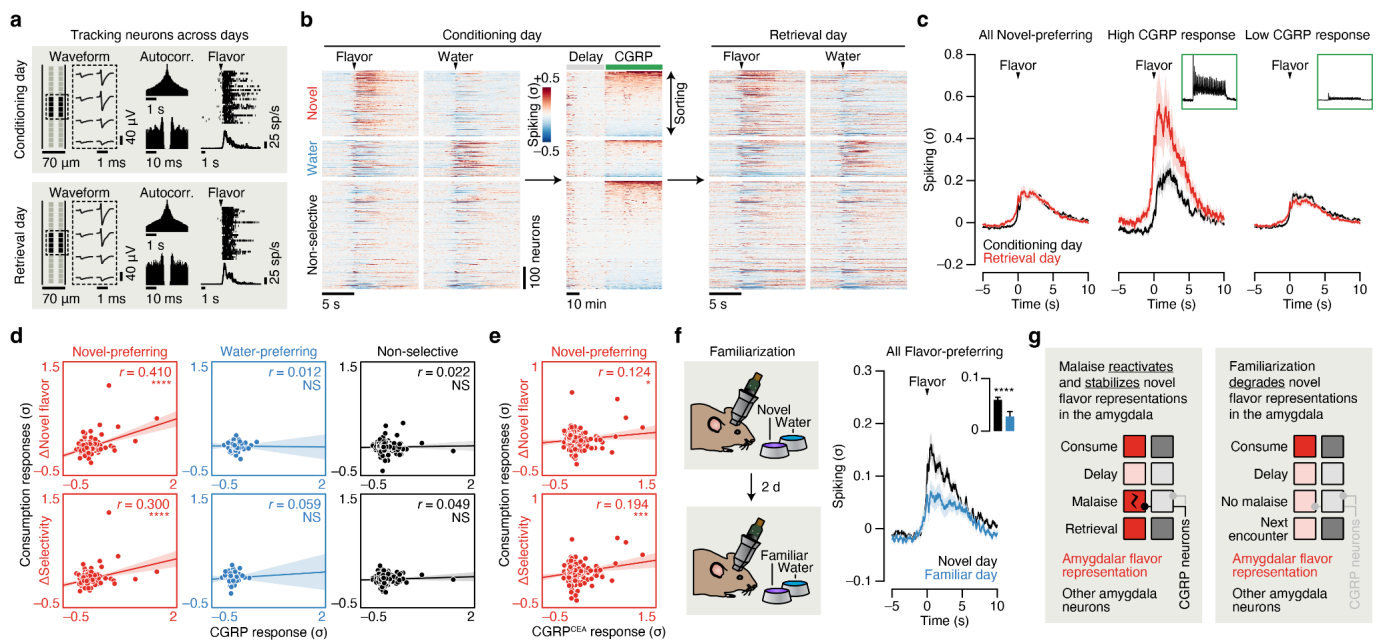 a
Tracking neurons across days
Conditioning day
Waveform
Autocorr.
Flavor
1 s
40 µV
25 sp/s
70 µm
1 ms
10 ms
1 s
Retrieval day
Waveform
Autocorr.
Flavor
1 s
40 µV
25 sp/s
70 µm
1 ms
10 ms
1 s
b
Conditioning day
Retrieval day
Flavor
Water
Delay
CGRP
Flavor
Water
Novel
Water
Non-selective
+0.5
Spiking (σ)
−0.5
Sorting
100 neurons
5 s
10 min
5 s
c
All Novel-preferring
High CGRP response
Low CGRP response
Flavor
Flavor
Flavor
0.8
0.6
0.4
0.2
0
−0.2
Spiking (σ)
Conditioning day
Retrieval day
−5 0 5 10
−5 0 5 10
−5 0 5 10
Time (s)
Time (s)
Time (s)
d
Novel-preferring
Water-preferring
Non-selective
Consumption responses (σ)
ΔNovel flavor
1.5
r = 0.410
****
−0.5
1.5
r = 0.012
NS
−0.5
1.5
r = 0.022
NS
−0.5
ΔSelectivity
1.5
r = 0.300
****
−0.5
−0.5
2
1.5
r = 0.059
NS
−0.5
−0.5
2
1.5
r = 0.049
NS
−0.5
−0.5
2
CGRP response (σ)
e
Novel-preferring
Consumption responses (σ)
ΔNovel flavor
1
r = 0.124
*
−0.5
ΔSelectivity
1
r = 0.194
***
−0.5
−0.5
1.5
CGRPCEA response (σ)
f
Familiarization
Novel
Water
2 d
Familiar
Water
All Flavor-preferring
Flavor
0.1
****
0
0.3
0.2
0.1
0
−0.1
Spiking (σ)
Novel day
Familiar day
−5 0 5 10
Time (s)
g
Malaise reactivates
and stabilizes novel
flavor representations
in the amygdala
Consume
Delay
Malaise
Retrieval
Amygdalar flavor
representation
Other amygdala
neurons
CGRP neurons
Familiarization
degrades novel
flavor representations
in the amygdala
Consume
Delay
No malaise
Next
encounter
Amygdalar flavor
representation
Other amygdala
neurons
CGRP neurons